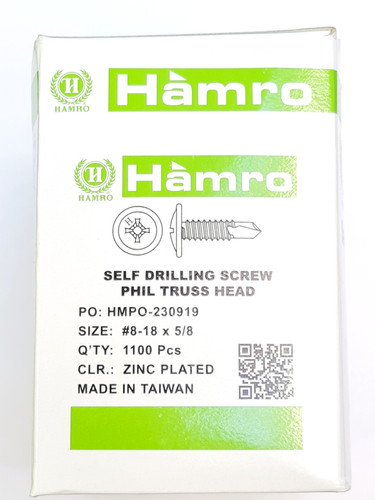 H
HAMRO
Hàmro
H
HAMRO
Hàmro
SELF DRILLING SCREW
PHIL TRUSS HEAD
PO: HMPO-230919
SIZE: #8-18 x 5/8
Q'TY: 1100 Pcs
CLR.: ZINC PLATED
MADE IN TAIWAN